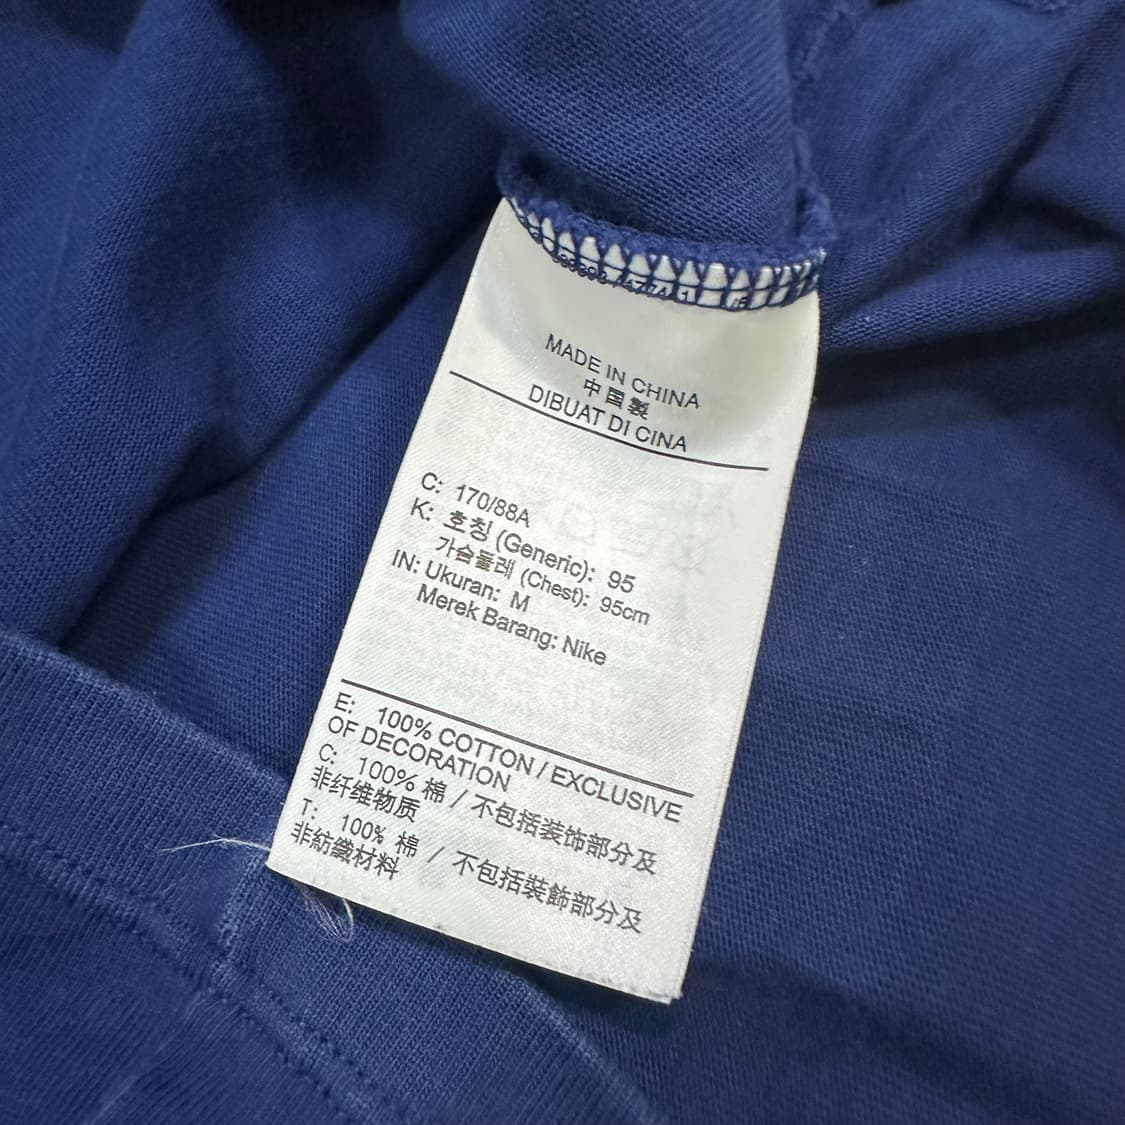 MADE IN CHINA
中国製
DIBUAT DI CINA
C: 170/88A
K: 호칭 (Generic): 95
가슴둘레 (Chest): 95cm
IN: Ukuran: M
Merek Barang: Nike
E: 100% COTTON / EXCLUSIVE
OF DECORATION
C: 100% 棉 / 不包括装饰部分及
非纤维物质
T: 100% 棉 / 不包括裝飾部分及
非紡織材料